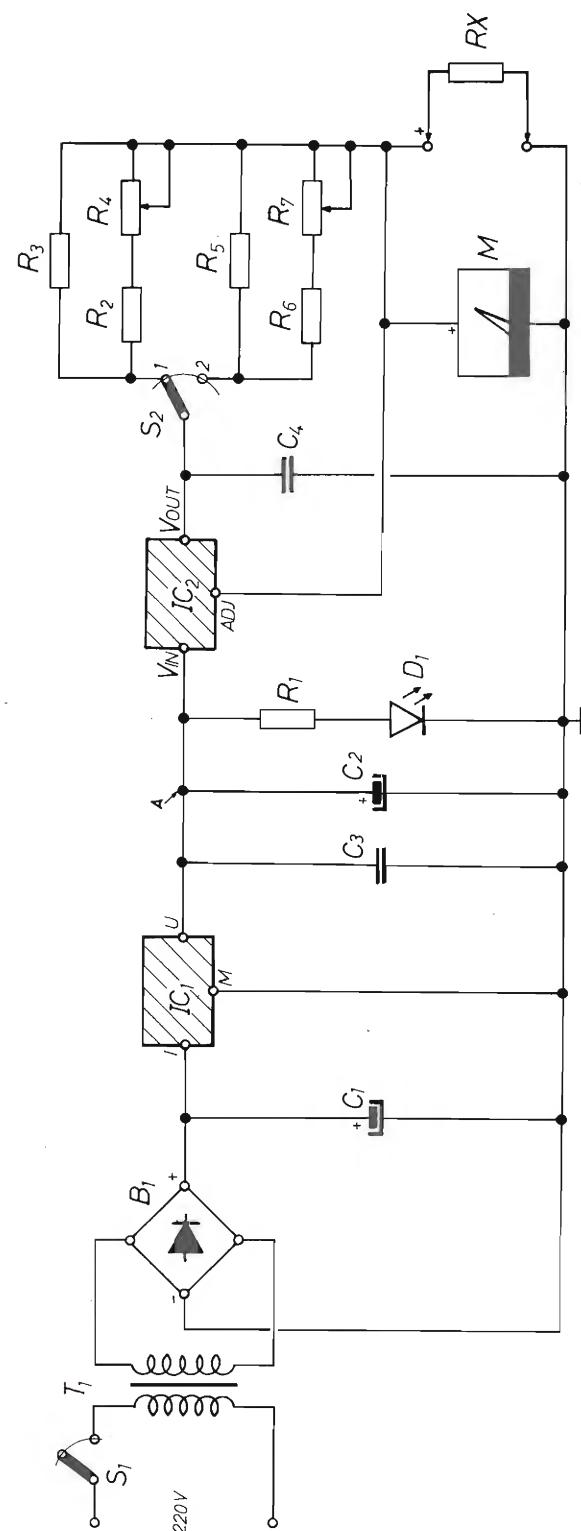 S1
220V
T1
B1
-
+
C1
+
I
IC1
M
U
C3
A
C2
+
R1
D1
VIN
IC2
ADJ
VOUT
C4
S2
1
2
R3
R2
R4
R5
R6
R7
M
+
+
RX